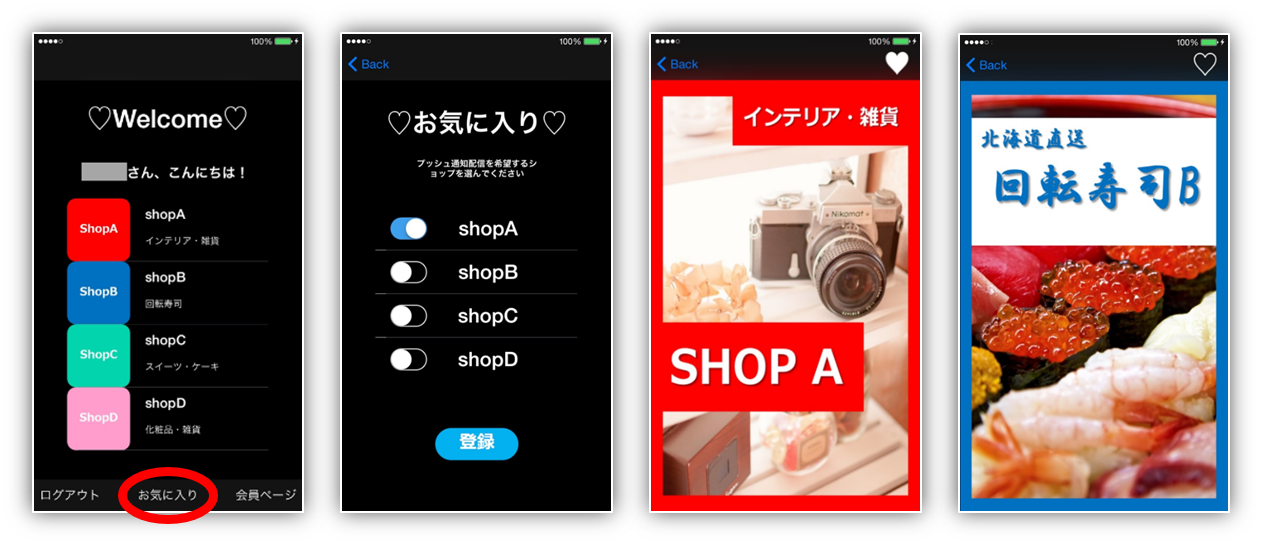 100%
♡Welcome♡
さん、こんにちは！
ShopA
shopA
インテリア・雑貨
ShopB
shopB
回転寿司
ShopC
shopC
スイーツ・ケーキ
ShopD
shopD
化粧品・雑貨
ログアウト
お気に入り
会員ページ
100%
Back
♡お気に入り♡
プッシュ通知配信を希望するシ
ョップを選んでください
shopA
shopB
shopC
shopD
登録
100%
Back
インテリア・雑貨
Nikomat
SHOP A
100%
Back
北海道直送
回転寿司B